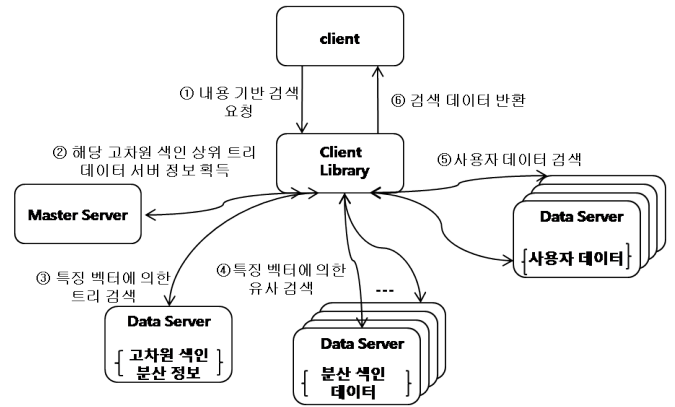 client
① 내용 기반 검색
요청
⑥ 검색 데이터 반환
② 해당 고차원 색인 상위 트리
데이터 서버 정보 획득
Client
Library
⑤사용자 데이터 검색
Master Server
Data Server
사용자 데이터
③ 특징 벡터에 의한
트리 검색
④특징 벡터에 의한
유사 검색
---
Data Server
고차원 색인
분산 정보
Data Server
분산 색인
데이터